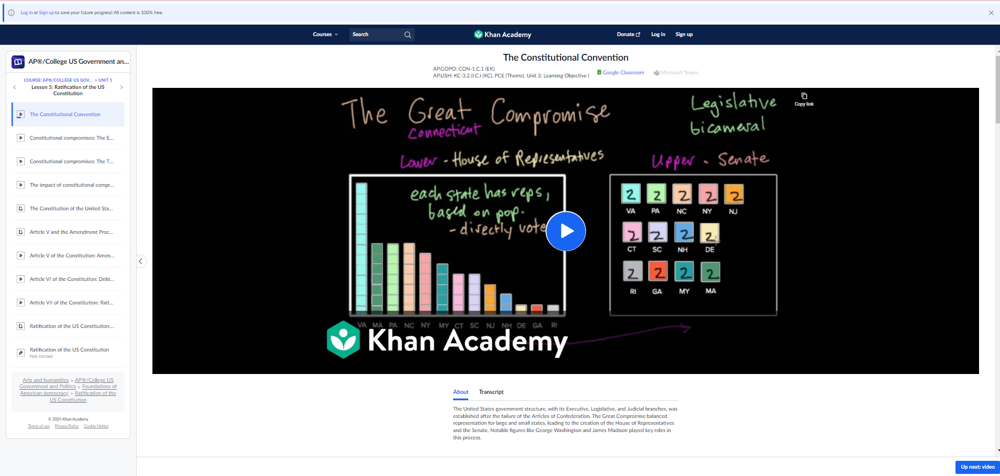 Log in or Sign up to save your future progress! All content is 100% free.
Courses
Search
Khan Academy
Donate
Log in
Sign up
AP®/College US Government an...
COURSE: AP®/COLLEGE US GOV... > UNIT 1
Lesson 5: Ratification of the US
Constitution
The Constitutional Convention
Constitutional compromises: The E...
Constitutional compromises: The T...
The impact of constitutional compr...
The Constitution of the United Sta...
Article V and the Amendment Proc...
Article V of the Constitution: Amen...
Article VI of the Constitution: Debt...
Article VII of the Constitution: Rati...
Ratification of the US Constitution:...
Ratification of the US Constitution
Not started
Arts and humanities > AP®/College US
Government and Politics > Foundations of
American democracy > Ratification of the
US Constitution
© 2024 Khan Academy
Terms of use Privacy Policy Cookie Notice
The Constitutional Convention
AP.GOPO: CON-1.C.1 (EK)
AP.USH: KC-3.2.II.C.i (KC), PCE (Theme), Unit 3: Learning Objective I
Google Classroom
Microsoft Teams
The Great Compromise
Connecticut
Legislative
bicameral
Copy link
Lower - House of Representatives
Upper - Senate
each state has reps,
based on pop.
- directly vote
VA MA PA NC NY MY CT SC NJ NH DE GA RI
2 2 2 2 2
VA PA NC NY NJ
2 2 2 2
CT SC NH DE
2 2 2 2
RI GA MY MA
Khan Academy
About
Transcript
The United States government structure, with its Executive, Legislative, and Judicial branches, was
established after the failure of the Articles of Confederation. The Great Compromise balanced
representation for large and small states, leading to the creation of the House of Representatives
and the Senate. Notable figures like George Washington and James Madison played key roles in
this process.
Up next: video